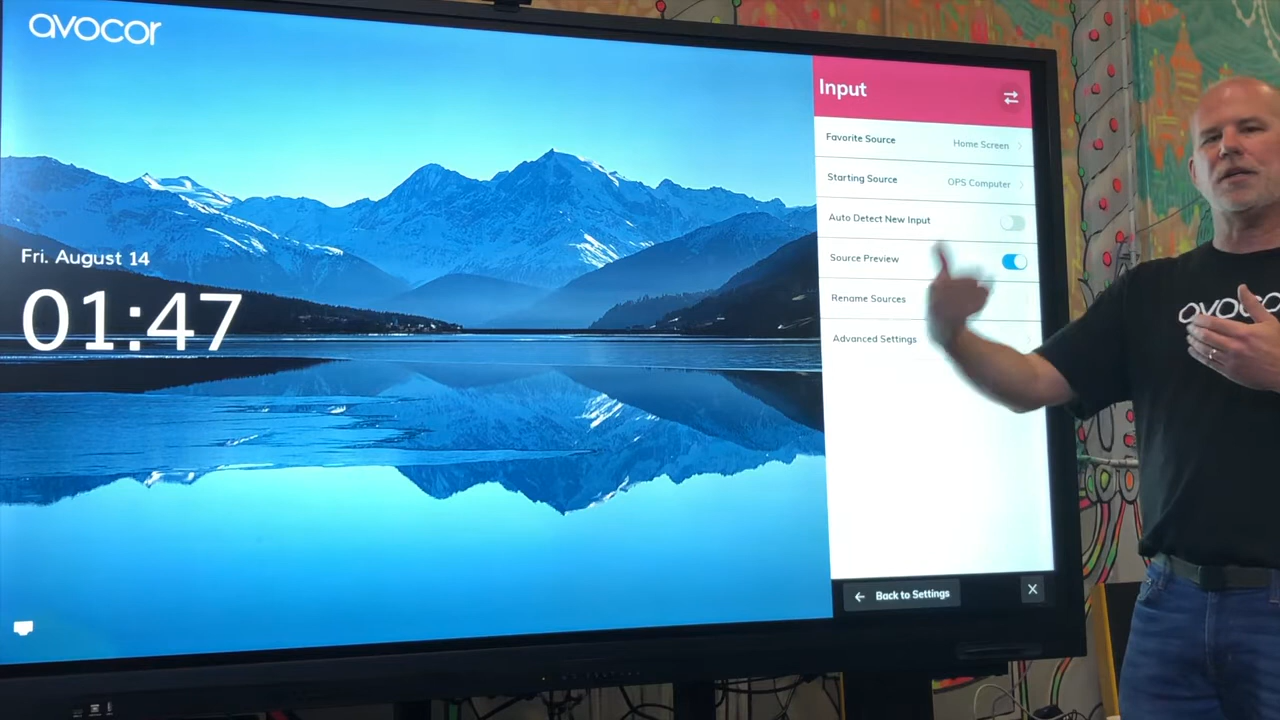 avocor
Fri. August 14
01:47
Input
Favorite Source Home Screen
Starting Source OPS Computer
Auto Detect New Input
Source Preview
Rename Sources
Advanced Settings
← Back to Settings X
avoco